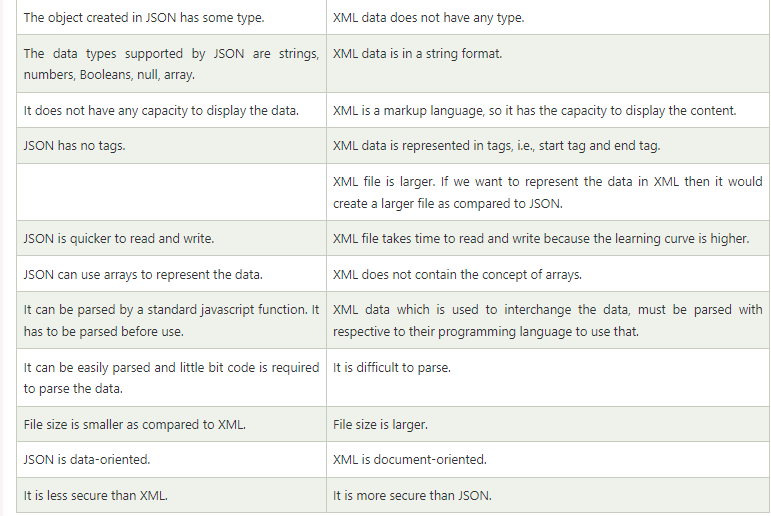 The object created in JSON has some type.
XML data does not have any type.
The data types supported by JSON are strings,
numbers, Booleans, null, array.
XML data is in a string format.
It does not have any capacity to display the data.
XML is a markup language, so it has the capacity to display the content.
JSON has no tags.
XML data is represented in tags, i.e., start tag and end tag.
XML file is larger. If we want to represent the data in XML then it would
create a larger file as compared to JSON.
JSON is quicker to read and write.
XML file takes time to read and write because the learning curve is higher.
JSON can use arrays to represent the data.
XML does not contain the concept of arrays.
It can be parsed by a standard javascript function. It
has to be parsed before use.
XML data which is used to interchange the data, must be parsed with
respective to their programming language to use that.
It can be easily parsed and little bit code is required
to parse the data.
It is difficult to parse.
File size is smaller as compared to XML.
File size is larger.
JSON is data-oriented.
XML is document-oriented.
It is less secure than XML.
It is more secure than JSON.